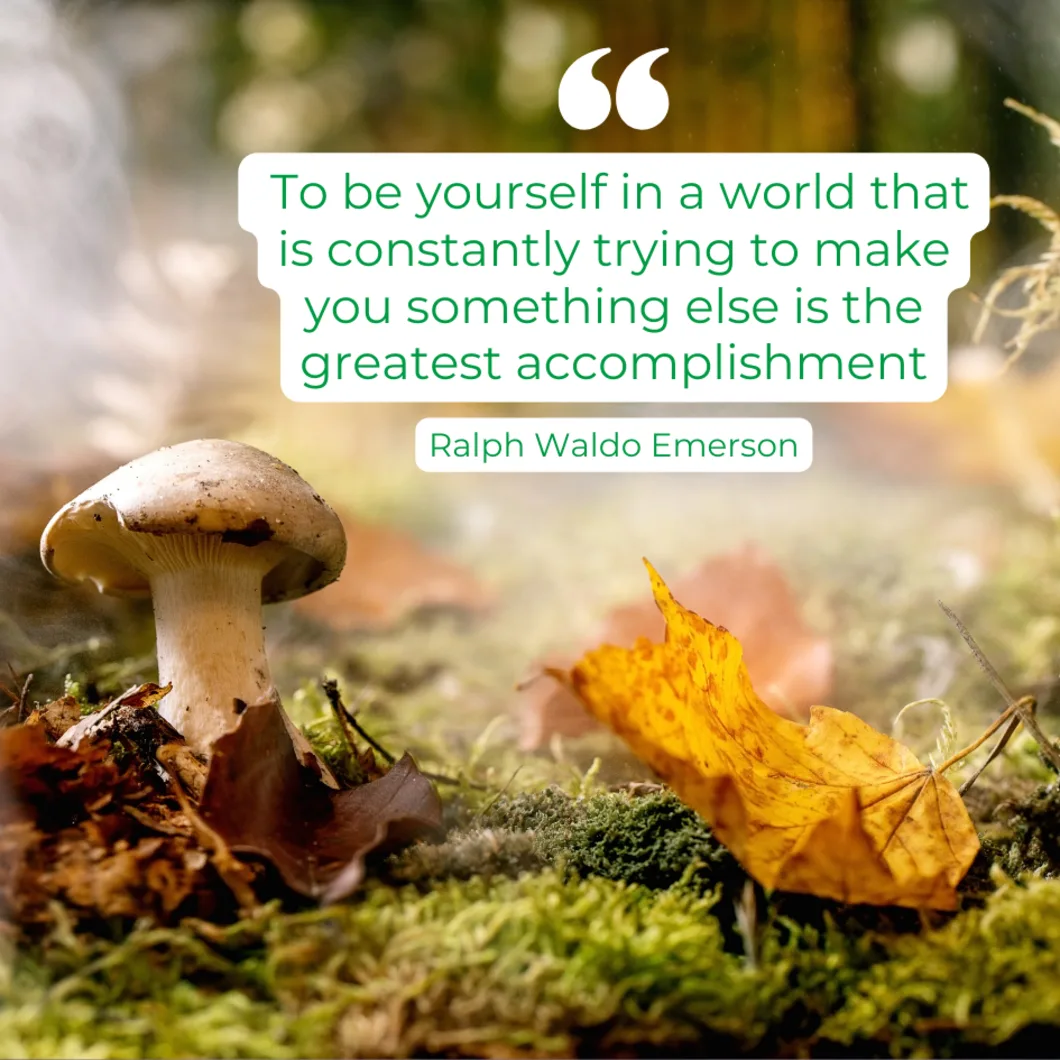 “
To be yourself in a world that
is constantly trying to make
you something else is the
greatest accomplishment
Ralph Waldo Emerson